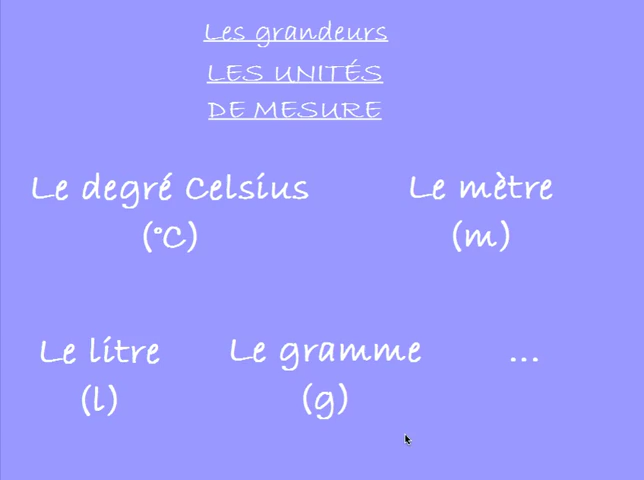 Les grandeurs
LES UNITÉS
DE MESURE
Le degré Celsius
(°C)
Le mètre
(m)
Le litre
(l)
Le gramme
(g)
...